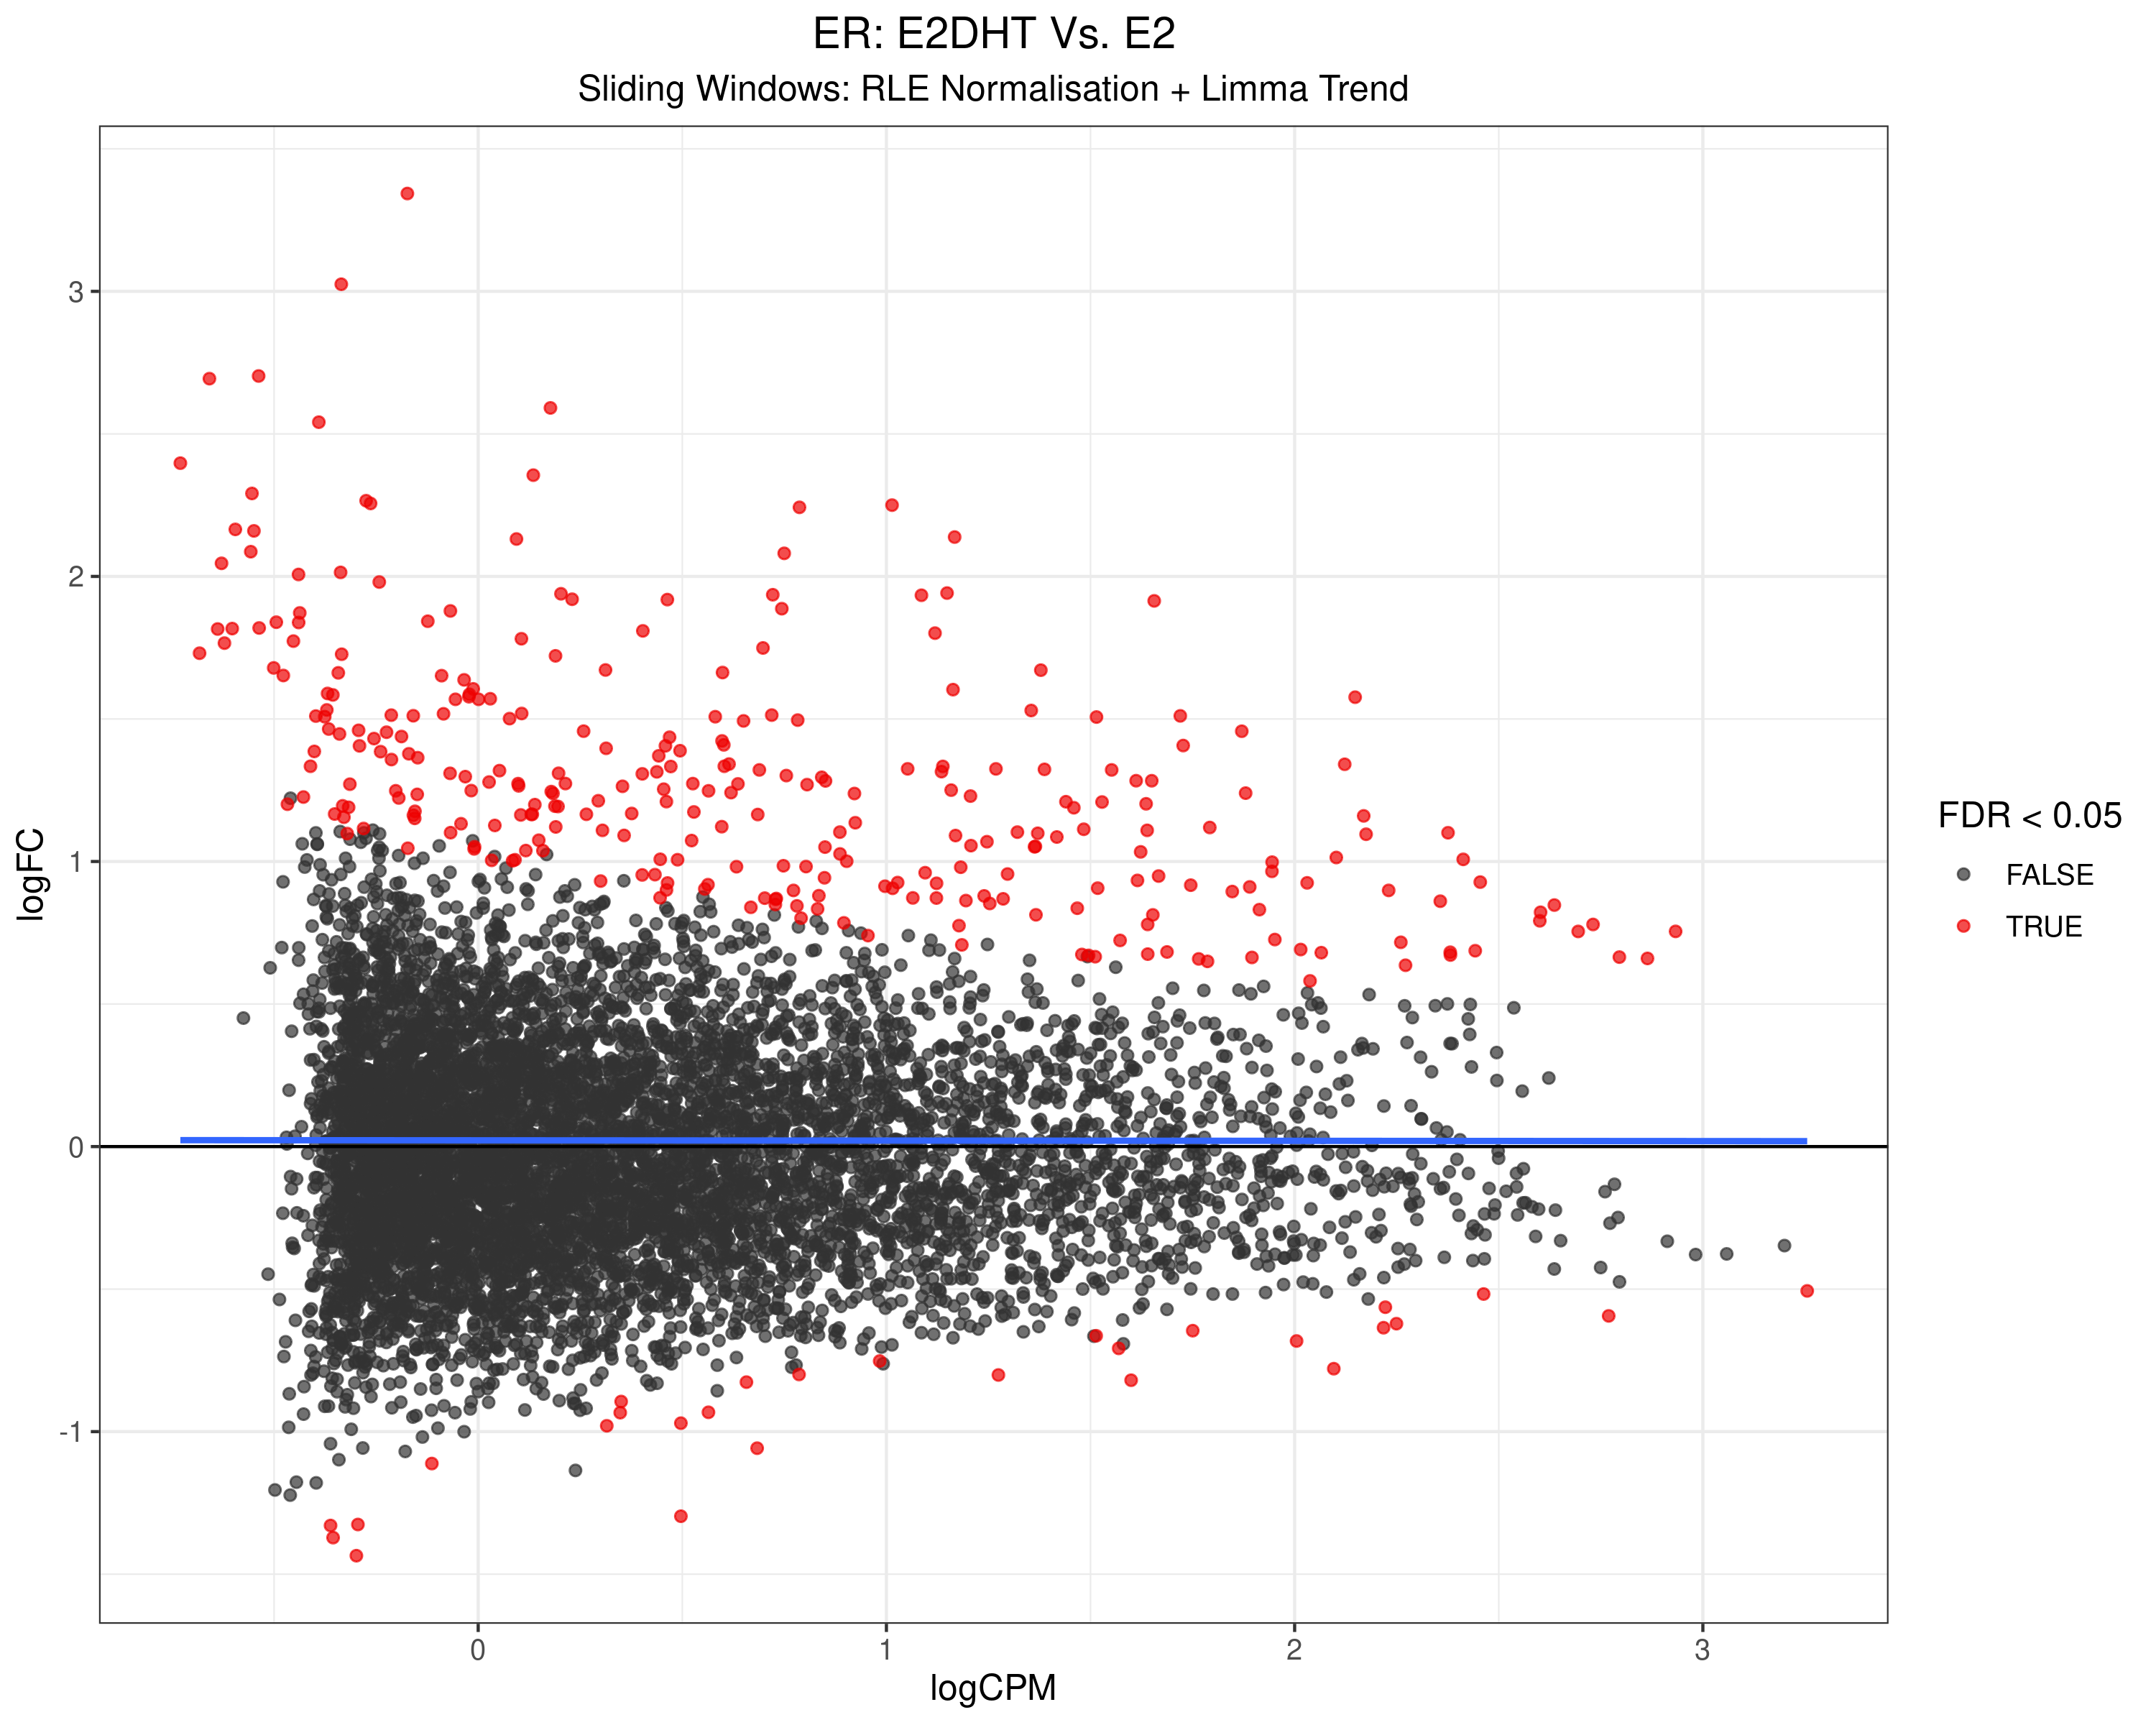 ER: E2DHT Vs. E2
Sliding Windows: RLE Normalisation + Limma Trend
logFC
3
2
1
0
-1
0
1
2
3
logCPM
FDR < 0.05
FALSE
TRUE